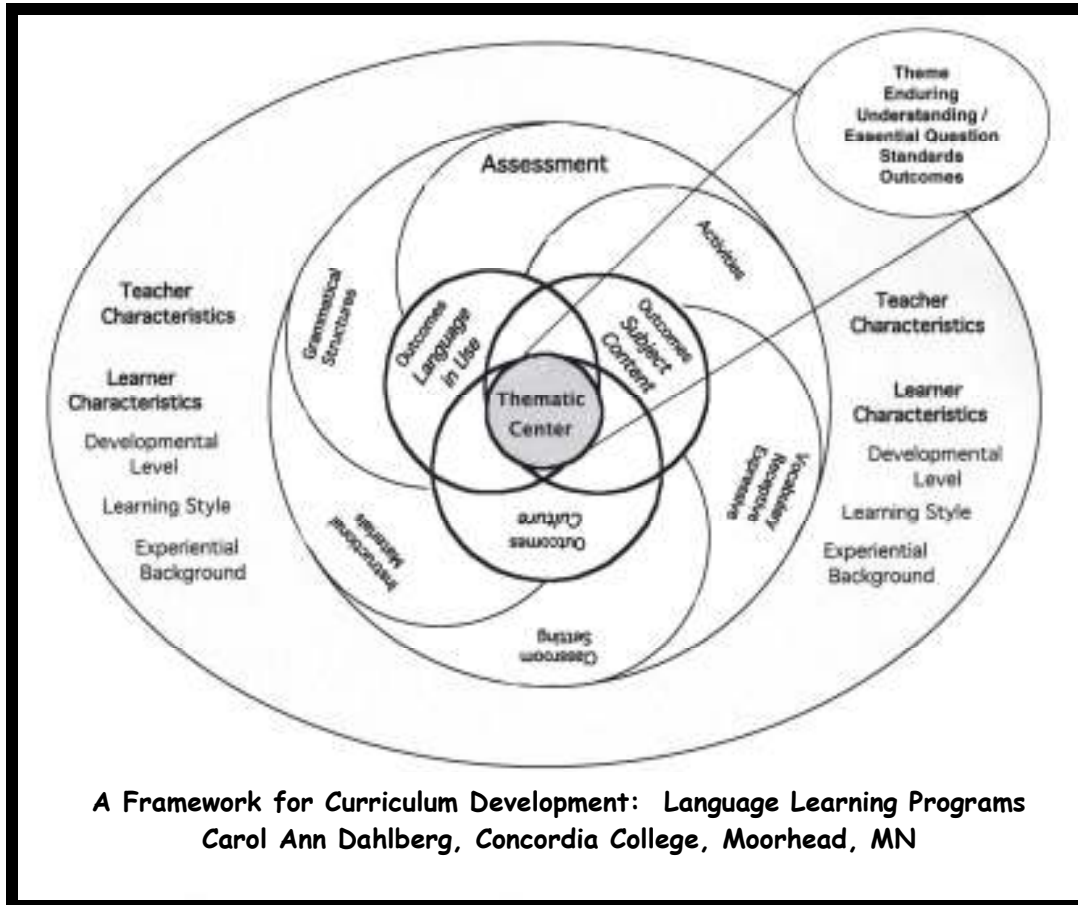 Theme
Enduring
Understanding /
Essential Question
Standards
Outcomes
Assessment
Activities
Grammatical
Structures
Outcomes
Language
in Use
Outcomes
Subject
Content
Thematic
Center
Outcomes
Culture
Vocabulary
Receptive
Expressive
Instructional
Materials
Classroom
Setting
Teacher
Characteristics
Learner
Characteristics
Developmental
Level
Learning Style
Experiential
Background
Teacher
Characteristics
Learner
Characteristics
Developmental
Level
Learning Style
Experiential
Background
A Framework for Curriculum Development: Language Learning Programs
Carol Ann Dahlberg, Concordia College, Moorhead, MN